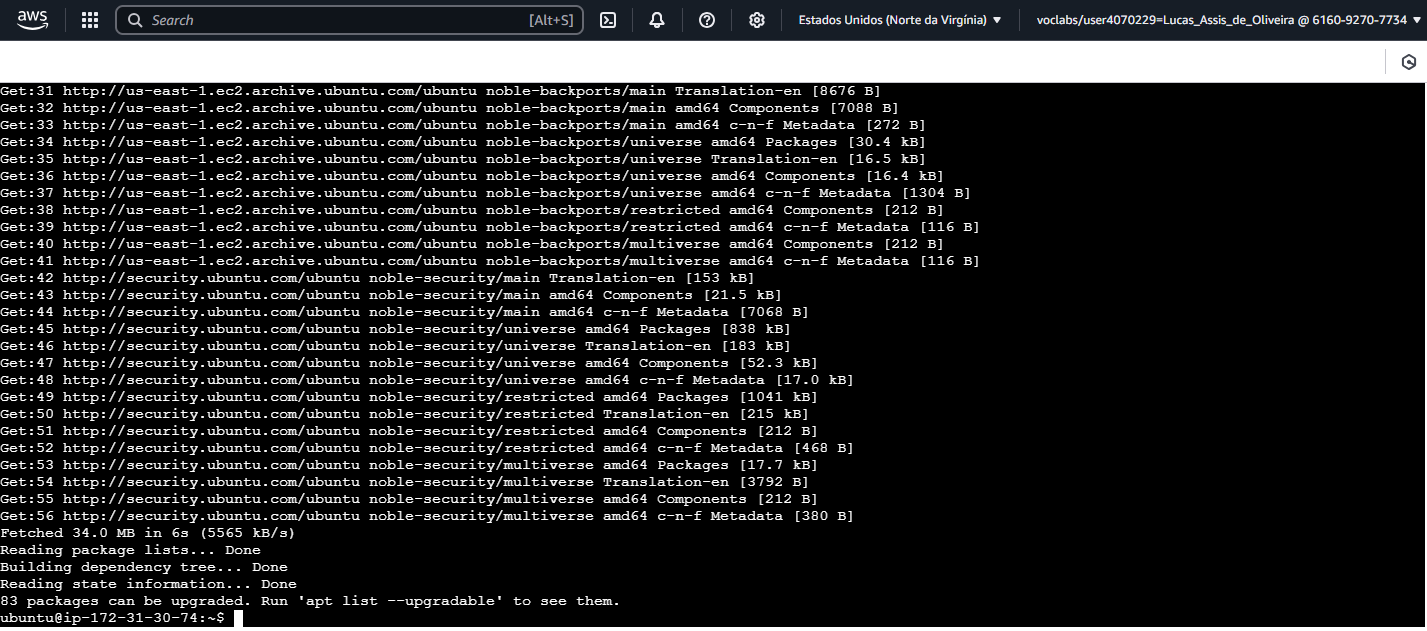 aws
Search [Alt+S] Estados Unidos (Norte da Virgínia) ▼ voclabs/user4070229=Lucas_Assis_de_Oliveira @ 6160-9270-7734 ▼
Get:31 http://us-east-1.ec2.archive.ubuntu.com/ubuntu noble-backports/main Translation-en [8676 B]
Get:32 http://us-east-1.ec2.archive.ubuntu.com/ubuntu noble-backports/main amd64 Components [7088 B]
Get:33 http://us-east-1.ec2.archive.ubuntu.com/ubuntu noble-backports/main amd64 c-n-f Metadata [272 B]
Get:34 http://us-east-1.ec2.archive.ubuntu.com/ubuntu noble-backports/universe amd64 Packages [30.4 kB]
Get:35 http://us-east-1.ec2.archive.ubuntu.com/ubuntu noble-backports/universe Translation-en [16.5 kB]
Get:36 http://us-east-1.ec2.archive.ubuntu.com/ubuntu noble-backports/universe amd64 Components [16.4 kB]
Get:37 http://us-east-1.ec2.archive.ubuntu.com/ubuntu noble-backports/universe amd64 c-n-f Metadata [1304 B]
Get:38 http://us-east-1.ec2.archive.ubuntu.com/ubuntu noble-backports/restricted amd64 Components [212 B]
Get:39 http://us-east-1.ec2.archive.ubuntu.com/ubuntu noble-backports/restricted amd64 c-n-f Metadata [116 B]
Get:40 http://us-east-1.ec2.archive.ubuntu.com/ubuntu noble-backports/multiverse amd64 Components [212 B]
Get:41 http://us-east-1.ec2.archive.ubuntu.com/ubuntu noble-backports/multiverse amd64 c-n-f Metadata [116 B]
Get:42 http://security.ubuntu.com/ubuntu noble-security/main Translation-en [153 kB]
Get:43 http://security.ubuntu.com/ubuntu noble-security/main amd64 Components [21.5 kB]
Get:44 http://security.ubuntu.com/ubuntu noble-security/main amd64 c-n-f Metadata [7068 B]
Get:45 http://security.ubuntu.com/ubuntu noble-security/universe amd64 Packages [838 kB]
Get:46 http://security.ubuntu.com/ubuntu noble-security/universe Translation-en [183 kB]
Get:47 http://security.ubuntu.com/ubuntu noble-security/universe amd64 Components [52.3 kB]
Get:48 http://security.ubuntu.com/ubuntu noble-security/universe amd64 c-n-f Metadata [17.0 kB]
Get:49 http://security.ubuntu.com/ubuntu noble-security/restricted amd64 Packages [1041 kB]
Get:50 http://security.ubuntu.com/ubuntu noble-security/restricted Translation-en [215 kB]
Get:51 http://security.ubuntu.com/ubuntu noble-security/restricted amd64 Components [212 B]
Get:52 http://security.ubuntu.com/ubuntu noble-security/restricted amd64 c-n-f Metadata [468 B]
Get:53 http://security.ubuntu.com/ubuntu noble-security/multiverse amd64 Packages [17.7 kB]
Get:54 http://security.ubuntu.com/ubuntu noble-security/multiverse Translation-en [3792 B]
Get:55 http://security.ubuntu.com/ubuntu noble-security/multiverse amd64 Components [212 B]
Get:56 http://security.ubuntu.com/ubuntu noble-security/multiverse amd64 c-n-f Metadata [380 B]
Fetched 34.0 MB in 6s (5565 kB/s)
Reading package lists... Done
Building dependency tree... Done
Reading state information... Done
83 packages can be upgraded. Run 'apt list --upgradable' to see them.
ubuntu@ip-172-31-30-74:~$